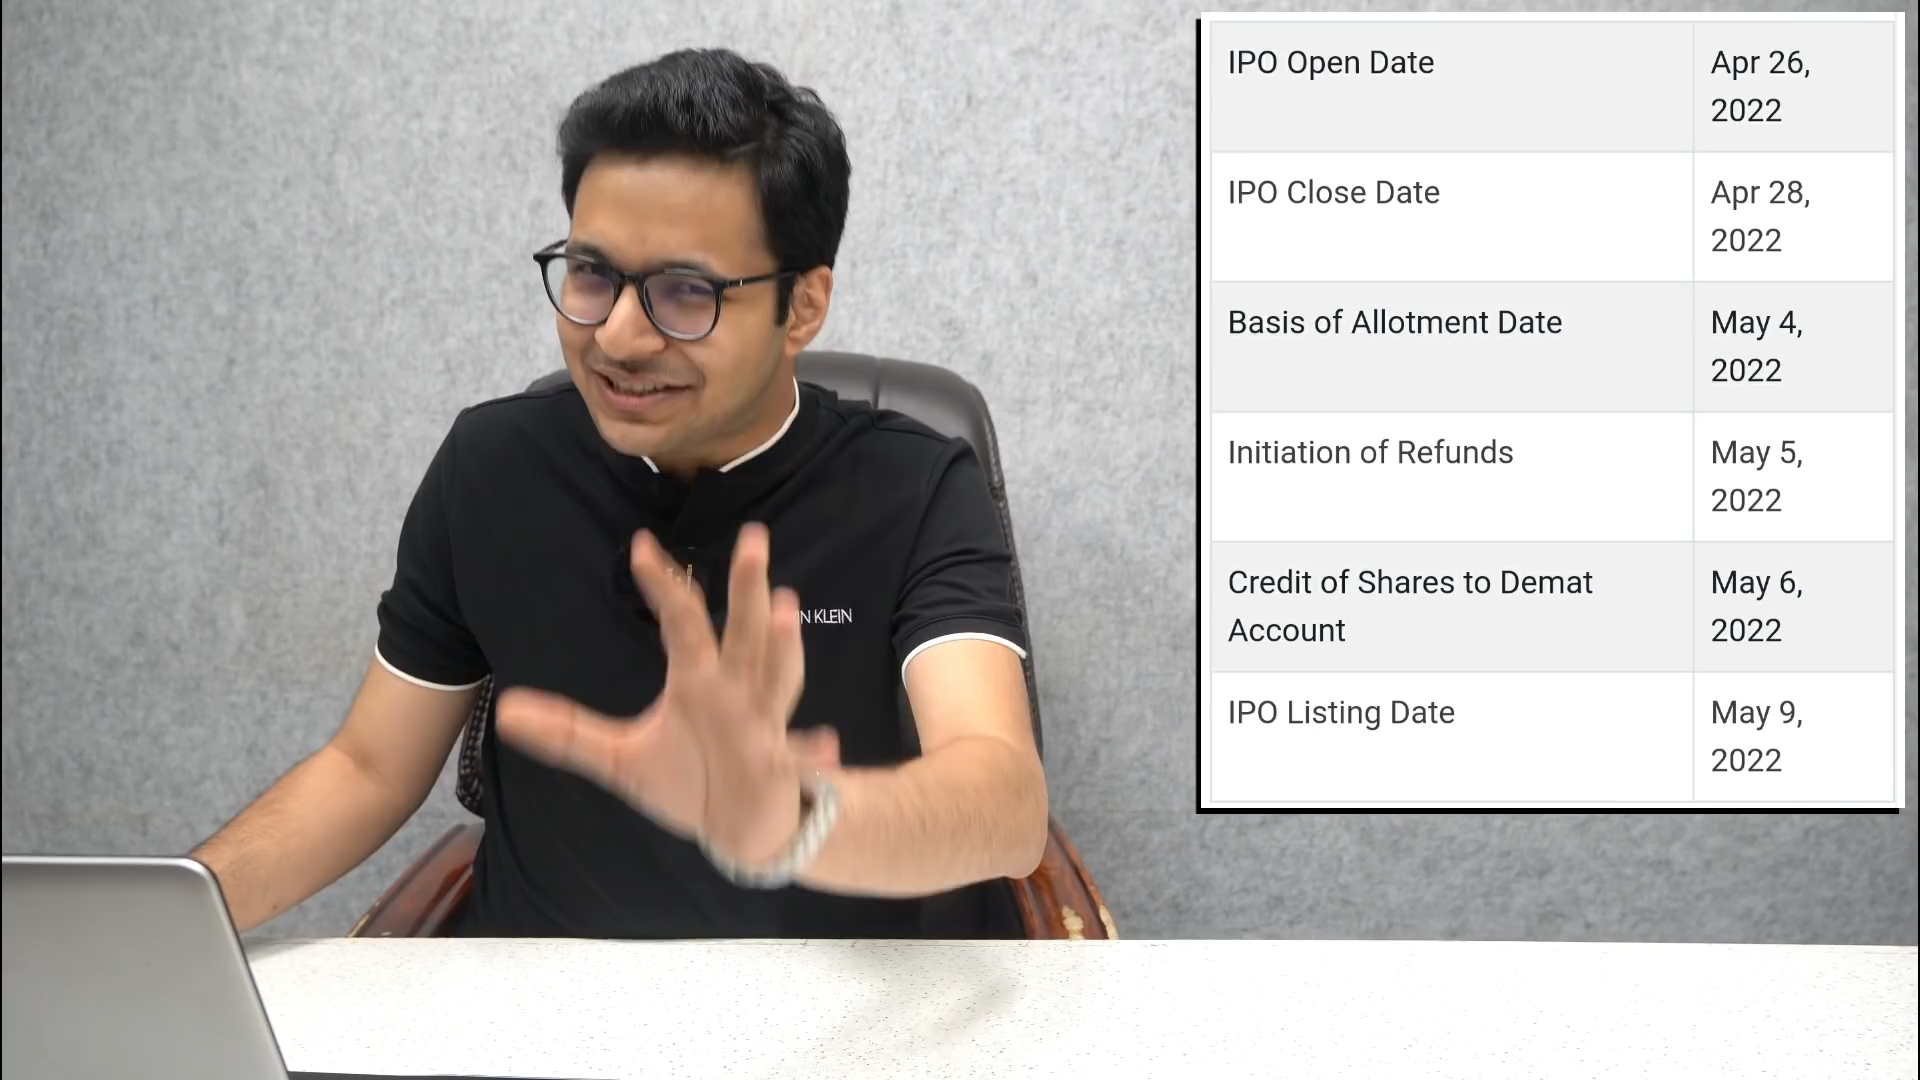 IPO Open Date
Apr 26,
2022
IPO Close Date
Apr 28,
2022
Basis of Allotment Date
May 4,
2022
Initiation of Refunds
May 5,
2022
Credit of Shares to Demat
Account
May 6,
2022
IPO Listing Date
May 9,
2022
N KLEIN